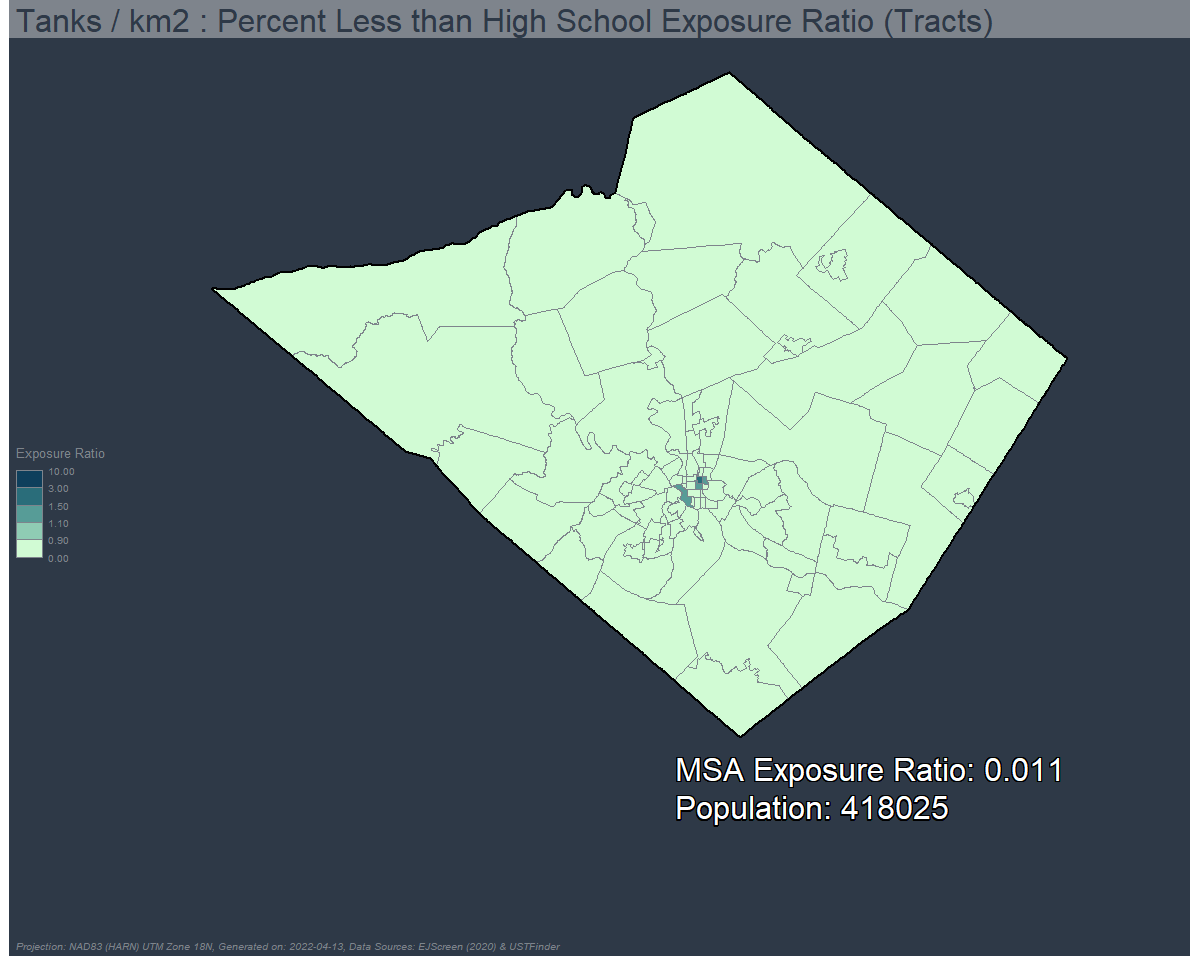 Tanks / km2 : Percent Less than High School Exposure Ratio (Tracts)
Exposure Ratio
10.00
3.00
1.50
1.10
0.90
0.00
MSA Exposure Ratio: 0.011
Population: 418025
Projection: NAD83 (HARN) UTM Zone 18N, Generated on: 2022-04-13, Data Sources: EJScreen (2020) & USTFinder